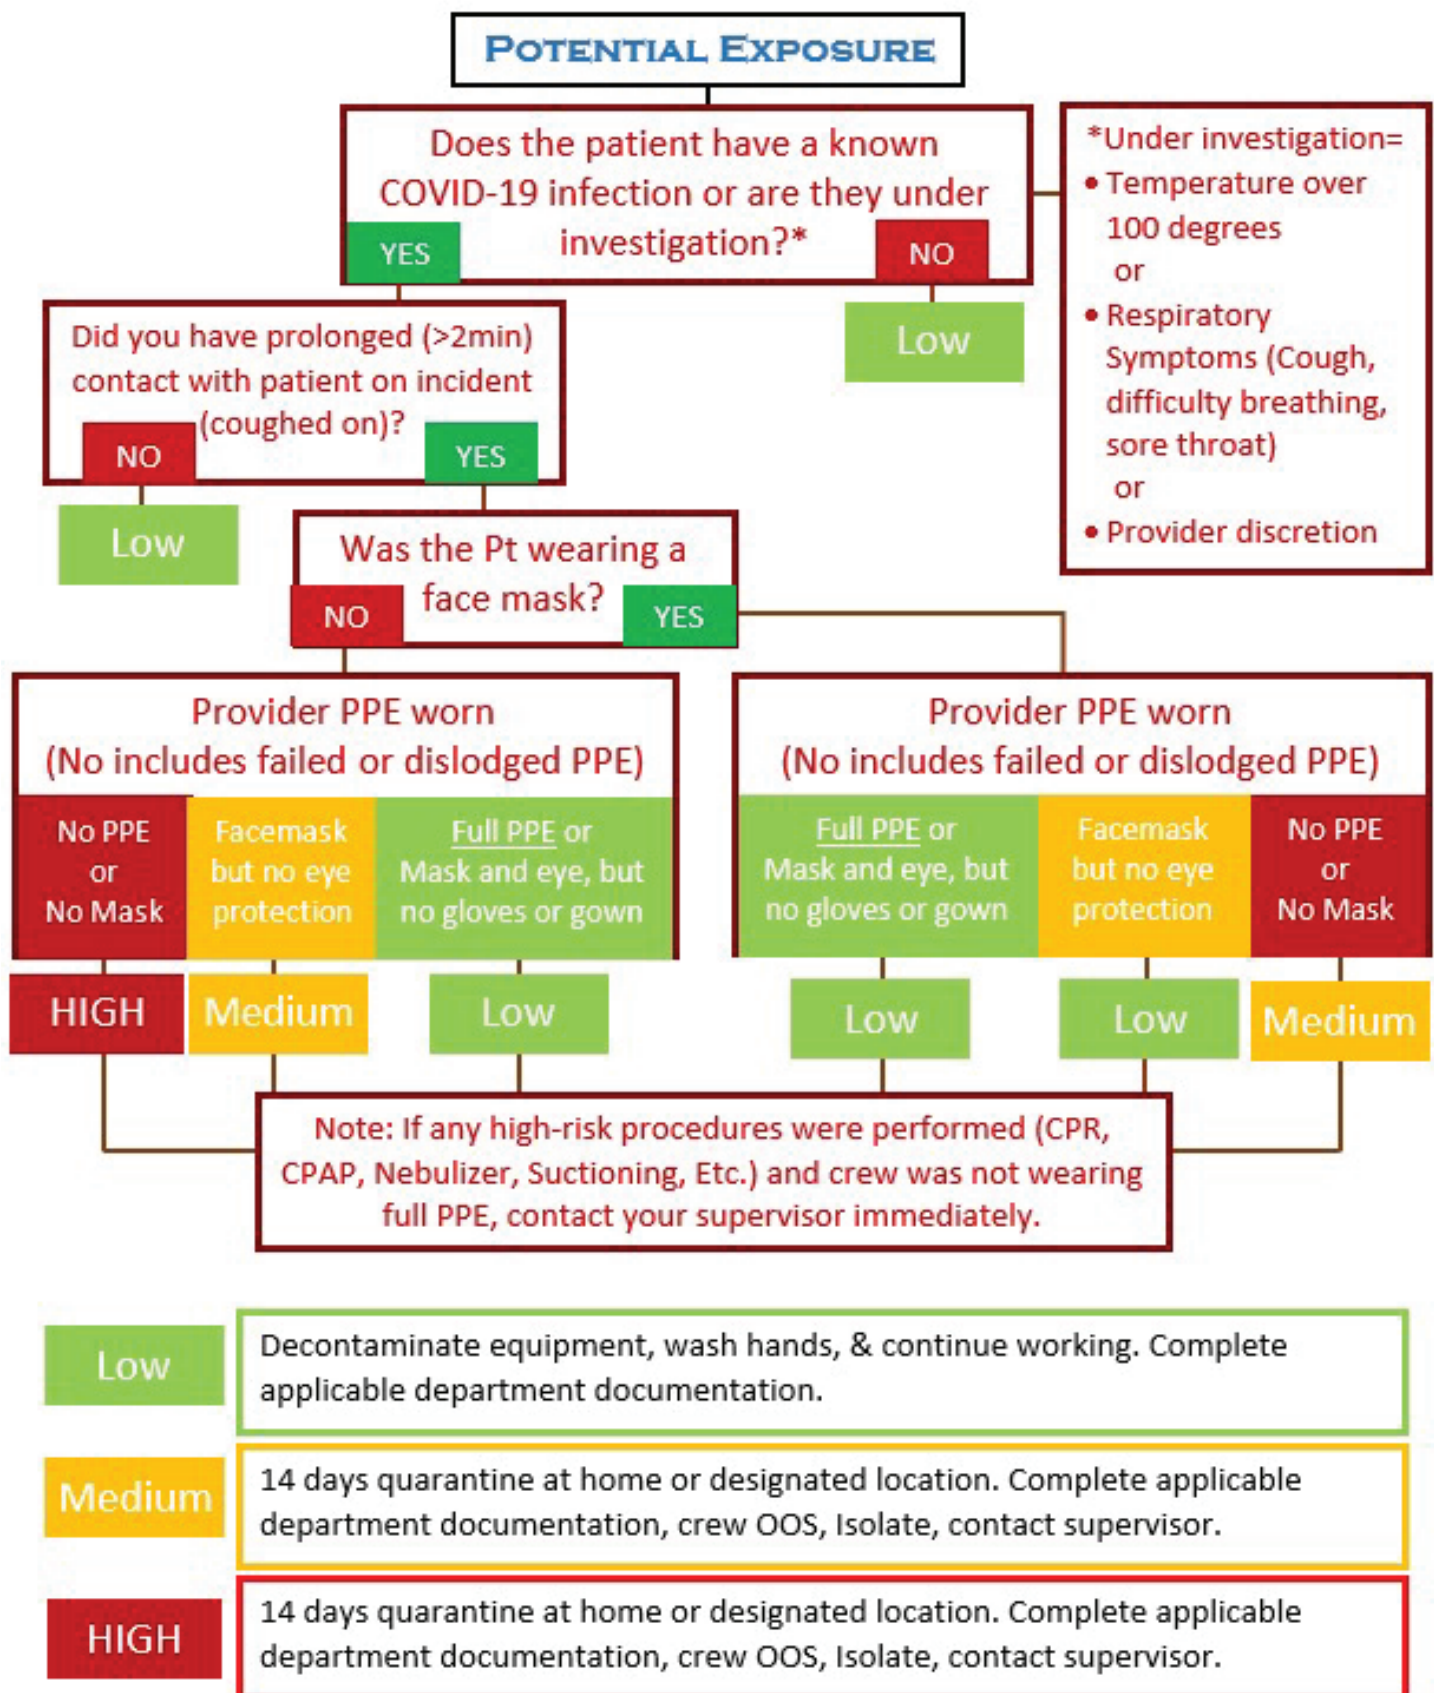 POTENTIAL EXPOSURE
Does the patient have a known
COVID-19 infection or are they under
investigation?*
YES
NO
*Under investigation=
• Temperature over
100 degrees
or
• Respiratory
Symptoms (Cough,
difficulty breathing,
sore throat)
or
• Provider discretion
Low
Did you have prolonged (>2min)
contact with patient on incident
(coughed on)?
NO
YES
Low
Was the Pt wearing a
face mask?
NO
YES
Provider PPE worn
(No includes failed or dislodged PPE)
No PPE
or
No Mask
Facemask
but no eye
protection
Full PPE or
Mask and eye, but
no gloves or gown
HIGH
Medium
Low
Provider PPE worn
(No includes failed or dislodged PPE)
Full PPE or
Mask and eye, but
no gloves or gown
Facemask
but no eye
protection
No PPE
or
No Mask
Low
Low
Medium
Note: If any high-risk procedures were performed (CPR,
CPAP, Nebulizer, Suctioning, Etc.) and crew was not wearing
full PPE, contact your supervisor immediately.
Low
Decontaminate equipment, wash hands, & continue working. Complete
applicable department documentation.
Medium
14 days quarantine at home or designated location. Complete applicable
department documentation, crew OOS, Isolate, contact supervisor.
HIGH
14 days quarantine at home or designated location. Complete applicable
department documentation, crew OOS, Isolate, contact supervisor.